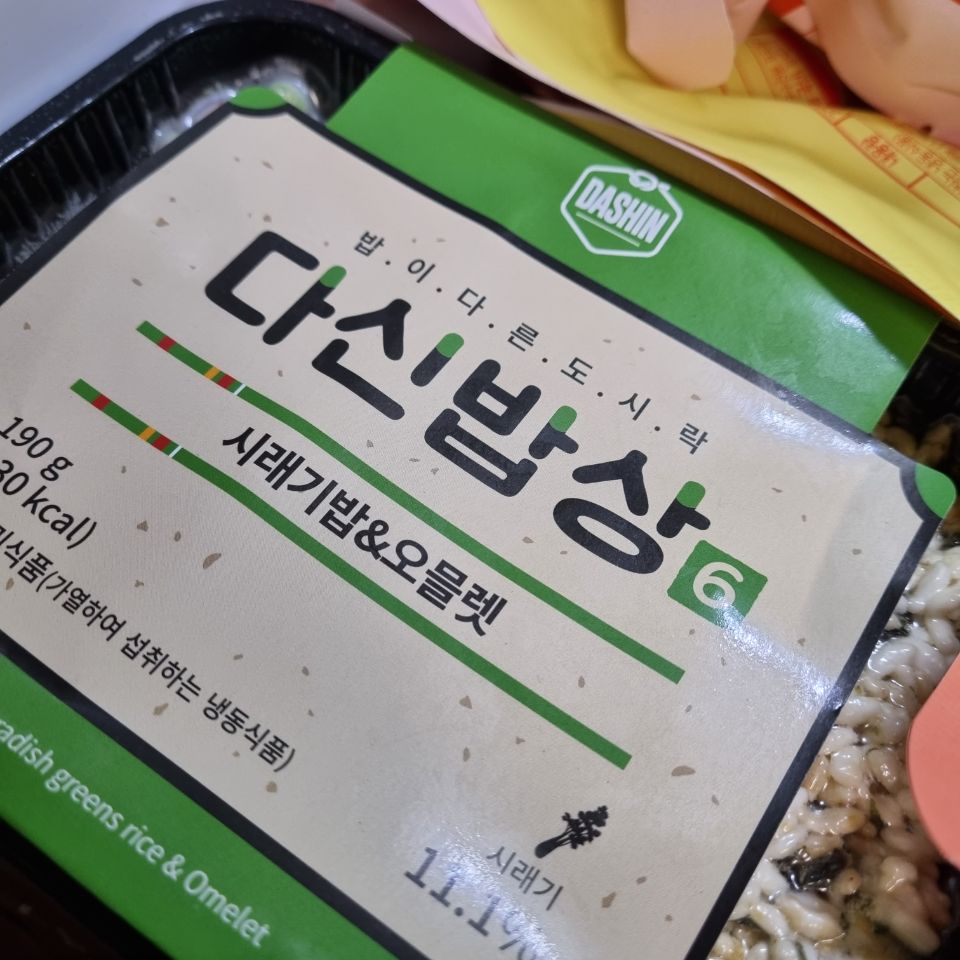 DASHIN
밥.이.다.른.도.시.락
다신밥상
6
시래기밥&오믈렛
190 g
kcal)
식품(가열하여 섭취하는 냉동식품)
시래기
11.1%
radish greens rice & Omelet